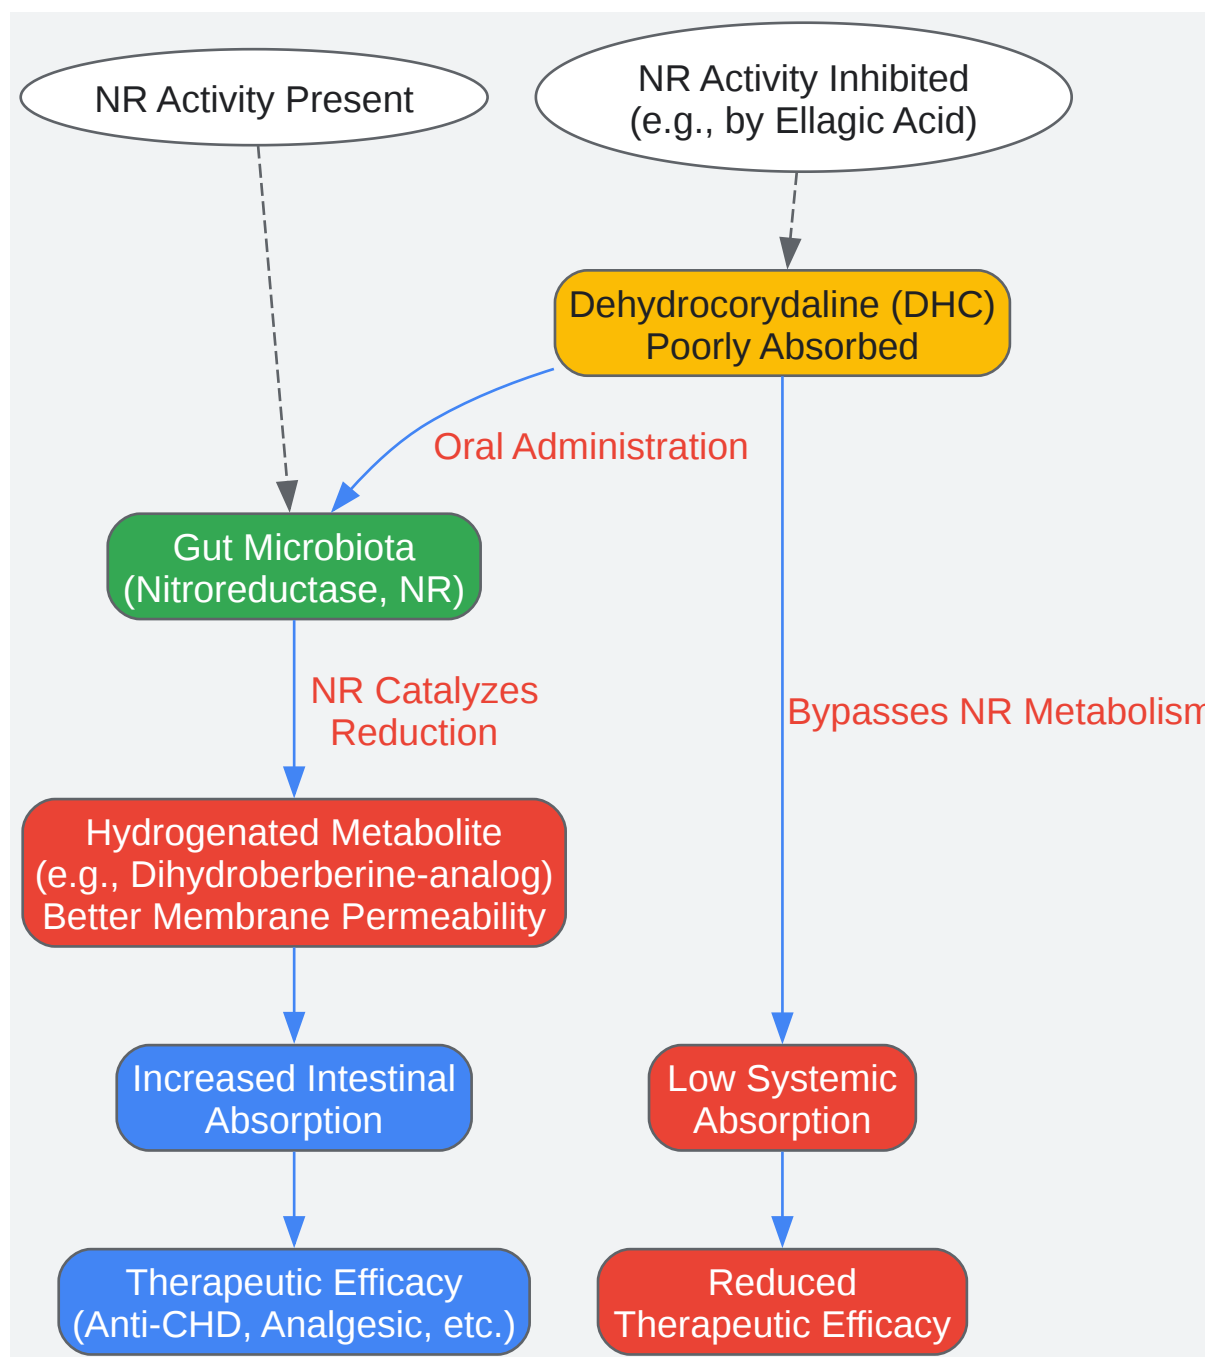 NR Activity Present
NR Activity Inhibited
(e.g., by Ellagic Acid)
Dehydrocorydaline (DHC)
Poorly Absorbed
Oral Administration
Gut Microbiota
(Nitroreductase, NR)
NR Catalyzes
Reduction
Bypasses NR Metabolism
Hydrogenated Metabolite
(e.g., Dihydroberberine-analog)
Better Membrane Permeability
Increased Intestinal
Absorption
Low Systemic
Absorption
Therapeutic Efficacy
(Anti-CHD, Analgesic, etc.)
Reduced
Therapeutic Efficacy